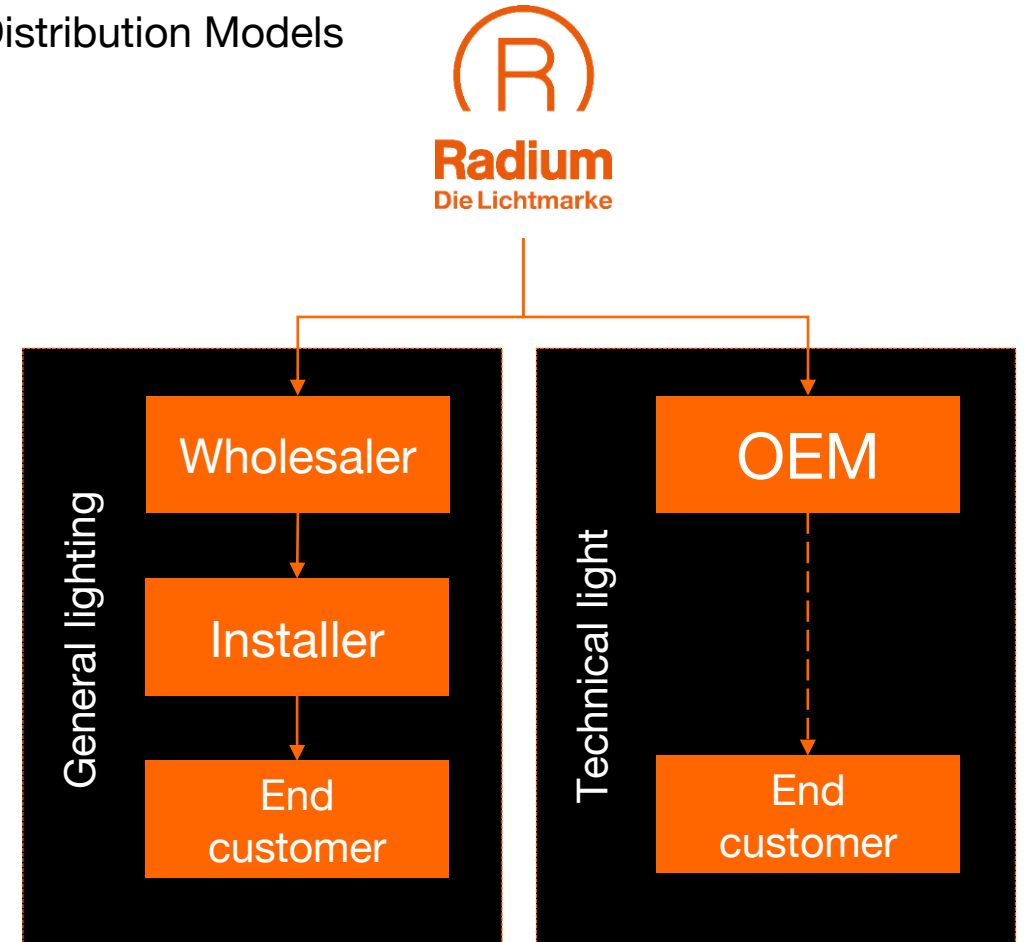 Distribution Models
R
Radium
Die Lichtmarke
General lighting
Wholesaler
Installer
End
customer
Technical light
OEM
End
customer